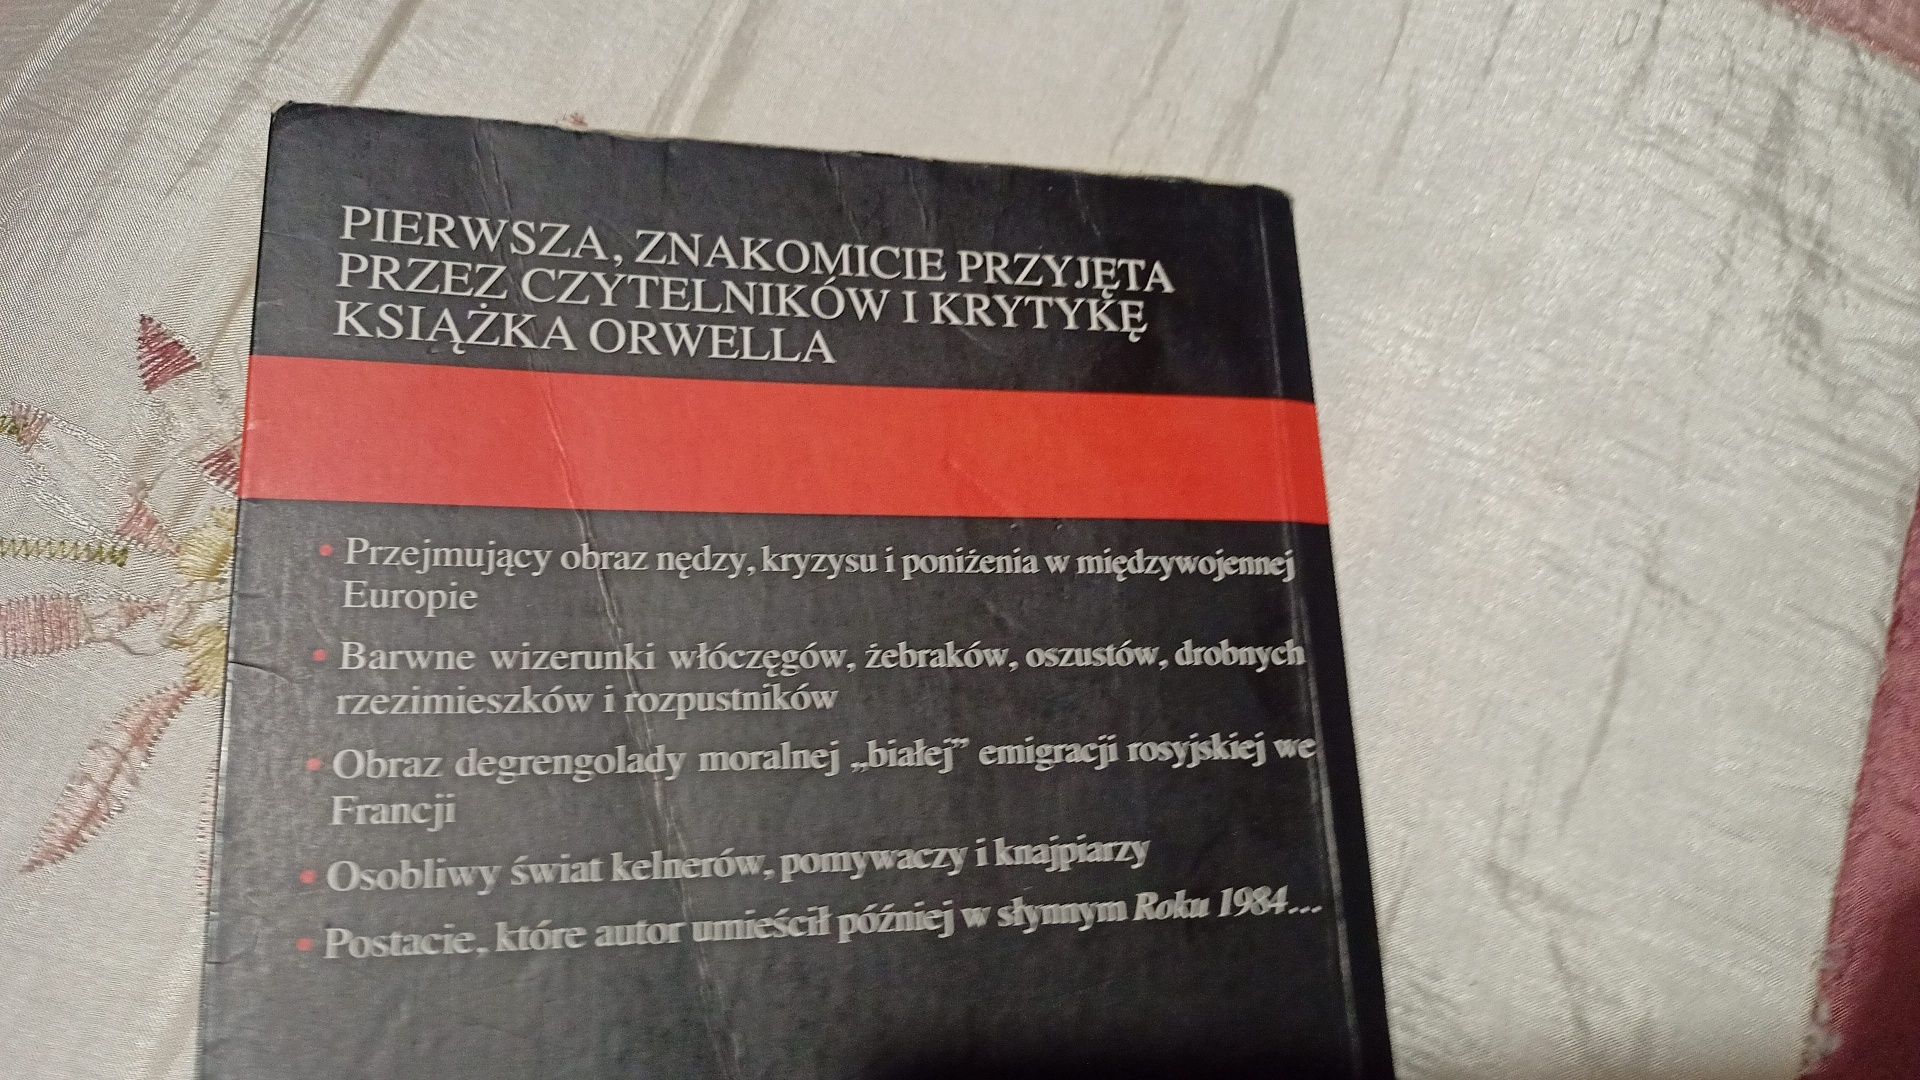 PIERWSZA, ZNAKOMICIE PRZYJĘTA
PRZEZ CZYTELNIKÓW I KRYTYKĘ
KSIĄŻKA ORWELLA
• Przejmujący obraz nędzy, kryzysu i poniżenia w międzywojennej
Europie
• Barwne wizerunki włóczęgów, żebraków, oszustów, drobnych
rzezimieszków i rozpustników
• Obraz degrengolady moralnej „białej” emigracji rosyjskiej we
Francji
• Osobliwy świat kelnerów, pomywaczy i knajpiarzy
• Postacie, które autor umieścił później w słynnym Roku 1984...